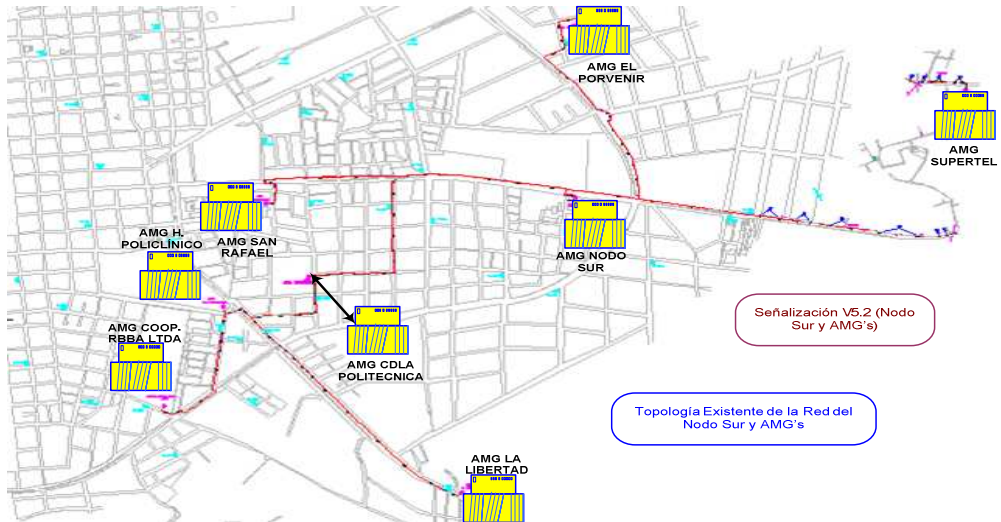 AMG EL
PORVENIR
AMG
SUPERTEL
AMG H.
POLICLÍNICO
AMG SAN
RAFAEL
AMG NODO
SUR
AMG COOP-
RBBA LTDA
AMG CDLA
POLITECNICA
AMG LA
LIBERTAD
Señalización V5.2 (Nodo
Sur y AMG's)
Topología Existente de la Red del
Nodo Sur y AMG's